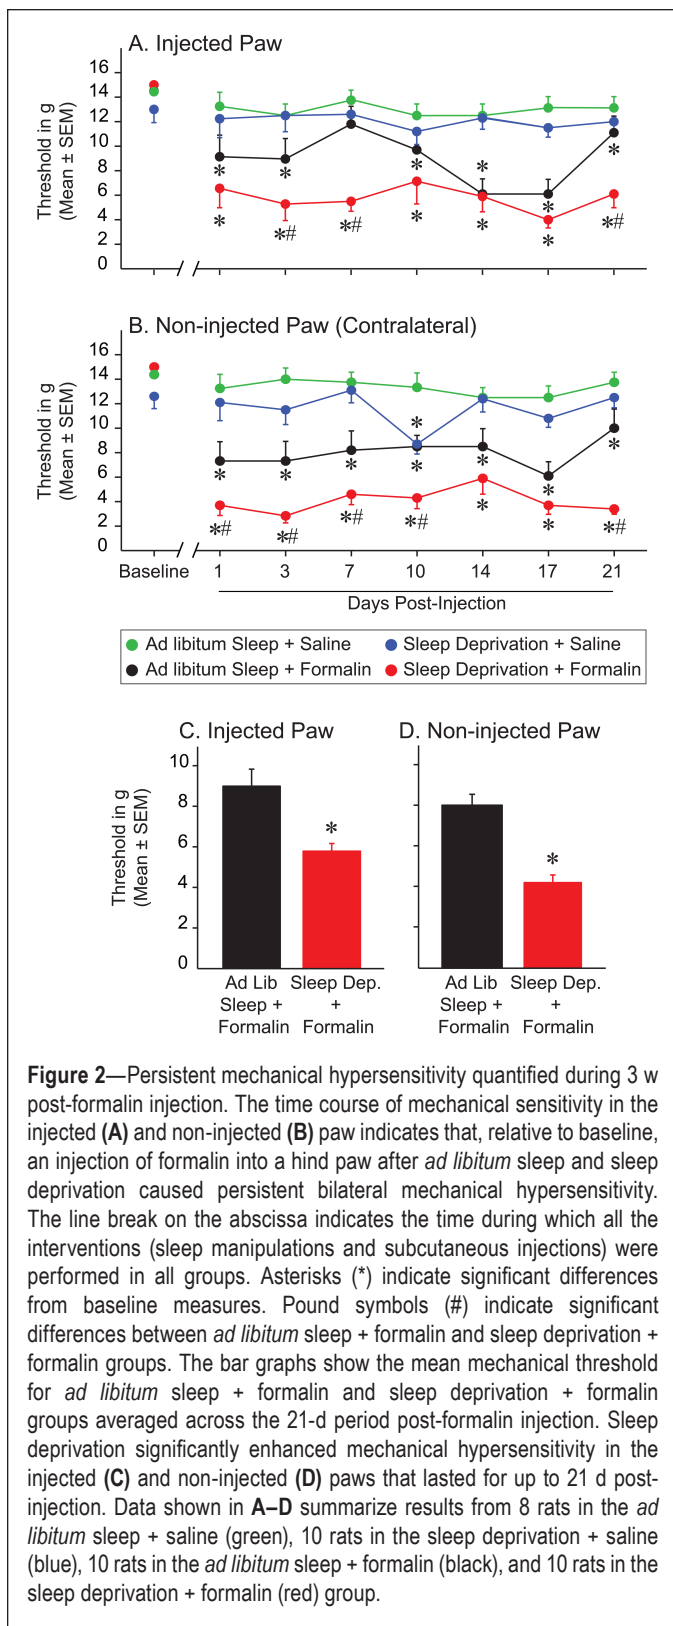 A. Injected Paw
16
14
12
10
8
6
4
2
0
Threshold in g
(Mean ± SEM)
* * * * * * *
* *# *# * * * *#
B. Non-injected Paw (Contralateral)
16
14
12
10
8
6
4
2
0
Threshold in g
(Mean ± SEM)
*
* * * * * * *
*# *# *# *# * * *#
Baseline 1 3 7 10 14 17 21
Days Post-Injection
Ad libitum Sleep + Saline Sleep Deprivation + Saline
Ad libitum Sleep + Formalin Sleep Deprivation + Formalin
C. Injected Paw D. Non-injected Paw
10
8
6
4
2
0
Threshold in g
(Mean ± SEM)
* *
Ad Lib Sleep Dep. Ad Lib Sleep Dep.
Sleep + + Sleep + +
Formalin Formalin Formalin Formalin
Figure 2—Persistent mechanical hypersensitivity quantified during 3 w
post-formalin injection. The time course of mechanical sensitivity in the
injected (A) and non-injected (B) paw indicates that, relative to baseline,
an injection of formalin into a hind paw after ad libitum sleep and sleep
deprivation caused persistent bilateral mechanical hypersensitivity.
The line break on the abscissa indicates the time during which all the
interventions (sleep manipulations and subcutaneous injections) were
performed in all groups. Asterisks (*) indicate significant differences
from baseline measures. Pound symbols (#) indicate significant
differences between ad libitum sleep + formalin and sleep deprivation +
formalin groups. The bar graphs show the mean mechanical threshold
for ad libitum sleep + formalin and sleep deprivation + formalin
groups averaged across the 21-d period post-formalin injection. Sleep
deprivation significantly enhanced mechanical hypersensitivity in the
injected (C) and non-injected (D) paws that lasted for up to 21 d post-
injection. Data shown in A–D summarize results from 8 rats in the ad
libitum sleep + saline (green), 10 rats in the sleep deprivation + saline
(blue), 10 rats in the ad libitum sleep + formalin (black), and 10 rats in the
sleep deprivation + formalin (red) group.